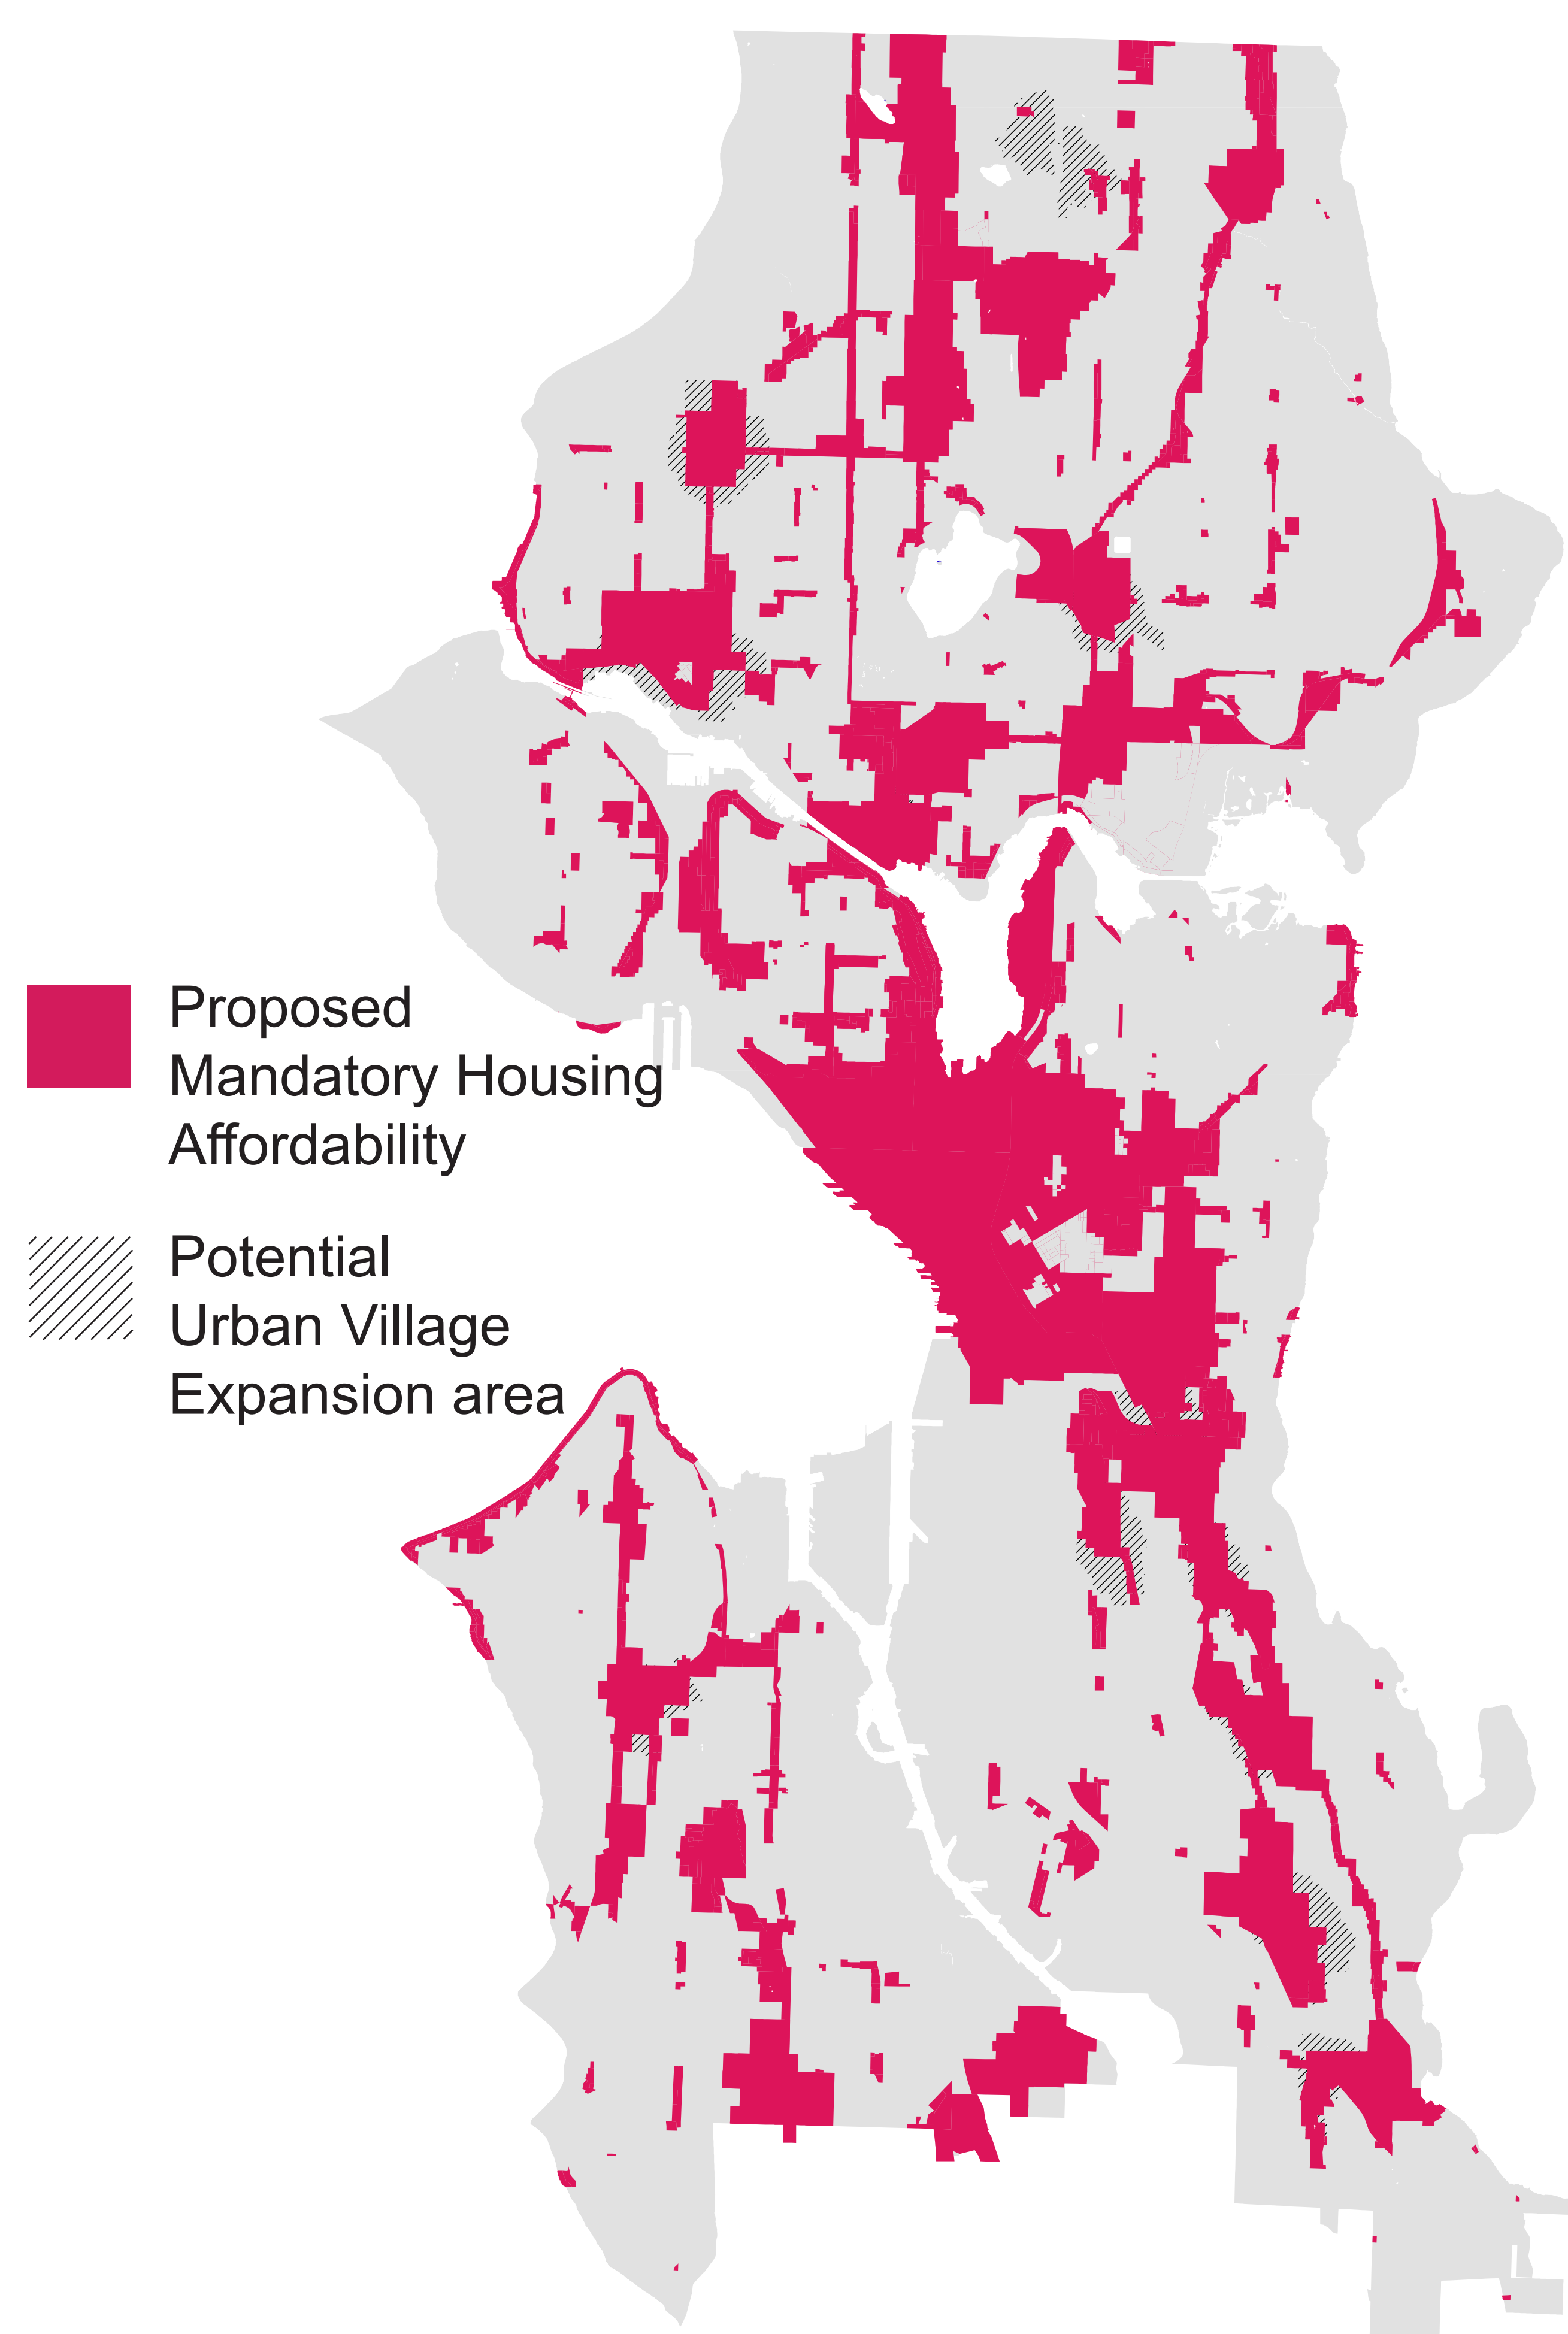 Proposed
Mandatory Housing
Affordability
Potential
Urban Village
Expansion area